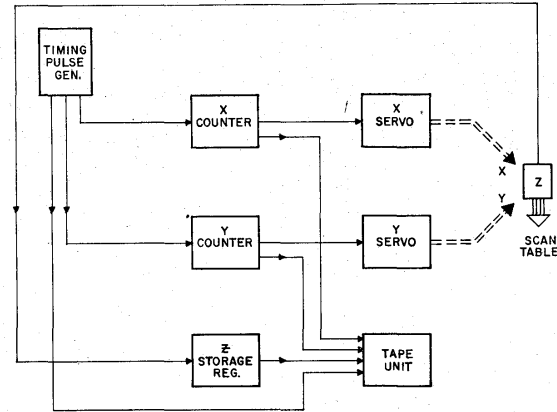 TIMING
PULSE
GEN.
X
COUNTER
X
SERVO
X
Y
Z
SCAN
TABLE
Y
COUNTER
Y
SERVO
Z
STORAGE
REG.
TAPE
UNIT